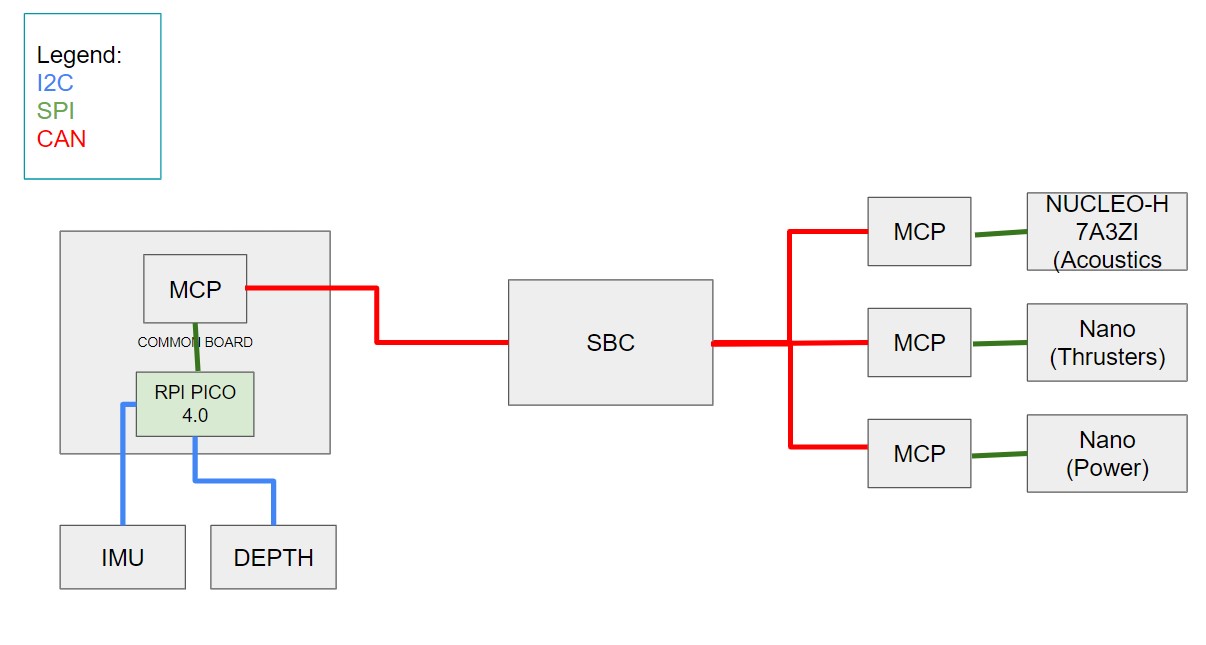 Legend:
I2C
SPI
CAN
MCP
COMMON BOARD
RPI PICO
4.0
IMU
DEPTH
SBC
MCP
NUCLEO-H
7A3ZI
(Acoustics
MCP
Nano
(Thrusters)
MCP
Nano
(Power)